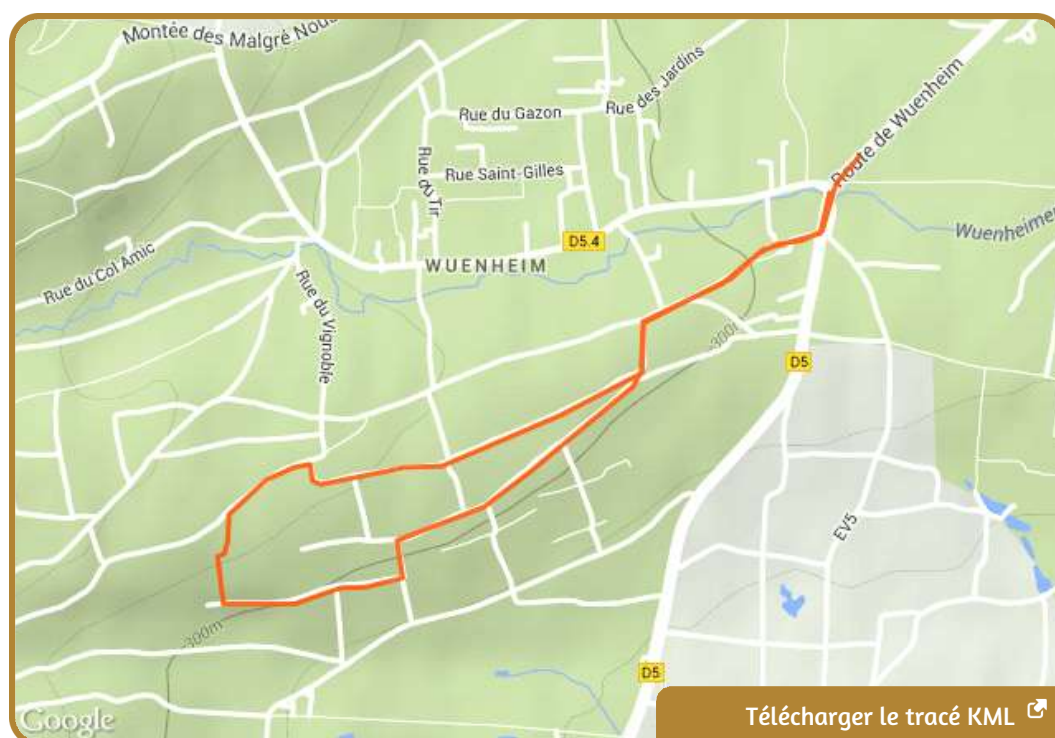 Montée des Malgré Nous
Rue du Gazon
Rue des Jardins
Route de Wuenheim
Rue du Tir
Rue Saint-Gilles
D5.4
Wuenheimer
WUENHEIM
Rue du Col Amic
Rue du Vignoble
300m
D5
EV5
300m
D5
Google
Télécharger le tracé KML